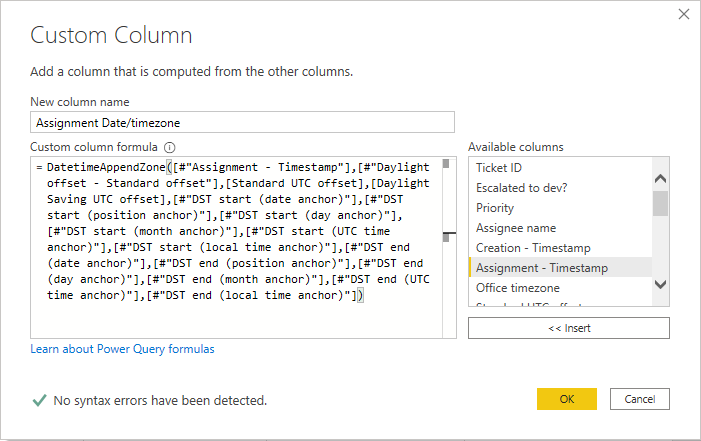 Custom Column
Add a column that is computed from the other columns.
New column name
Assignment Date/timezone
Custom column formula
= DatetimeAppendZone([#"Assignment - Timestamp"],[#"Daylight
offset - Standard offset"],[Standard UTC offset],[Daylight
Saving UTC offset],[#"DST start (date anchor)"],[#"DST
start (position anchor)"],[#"DST start (day anchor)"],
[#"DST start (month anchor)"],[#"DST start (UTC time
anchor)"],[#"DST start (local time anchor)"],[#"DST end
(date anchor)"],[#"DST end (position anchor)"],[#"DST end
(day anchor)"],[#"DST end (month anchor)"],[#"DST end (UTC
time anchor)"],[#"DST end (local time anchor)"])
Available columns
Ticket ID
Escalated to dev?
Priority
Assignee name
Creation - Timestamp
Assignment - Timestamp
Office timezone
<< Insert
Learn about Power Query formulas
No syntax errors have been detected.
OK
Cancel